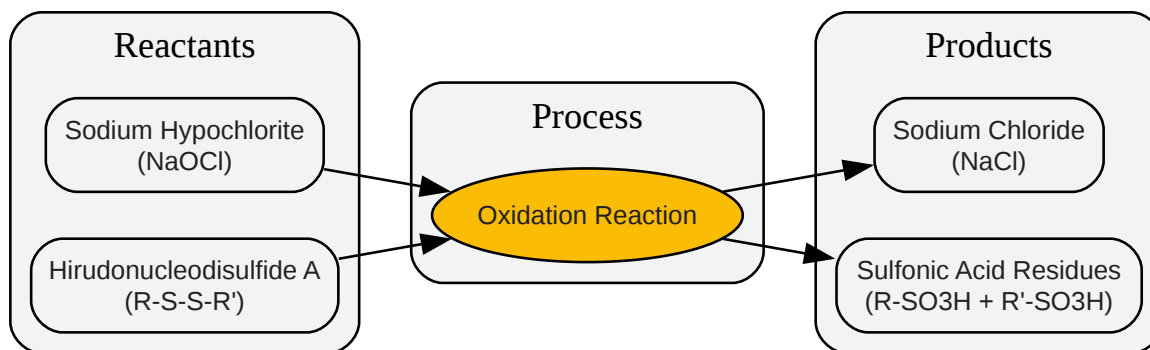 Reactants
Sodium Hypochlorite
(NaOCl)
Hirudonucleodisulfide A
(R-S-S-R')
Process
Oxidation Reaction
Products
Sodium Chloride
(NaCl)
Sulfonic Acid Residues
(R-SO3H + R'-SO3H)